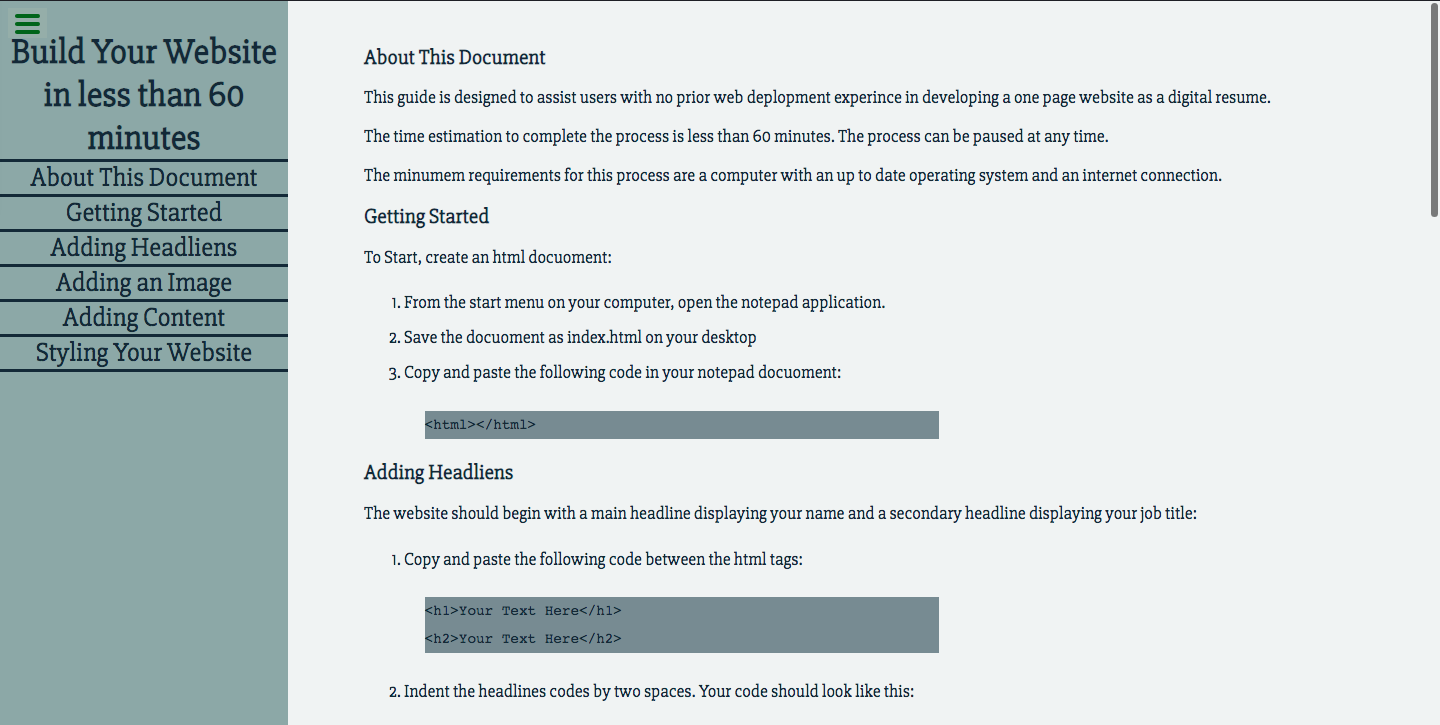 Build Your Website
in less than 60
minutes
About This Document
Getting Started
Adding Headliens
Adding an Image
Adding Content
Styling Your Website
About This Document
This guide is designed to assist users with no prior web deplopment experince in developing a one page website as a digital resume.
The time estimation to complete the process is less than 60 minutes. The process can be paused at any time.
The minumem requirements for this process are a computer with an up to date operating system and an internet connection.
Getting Started
To Start, create an html docuoment:
1. From the start menu on your computer, open the notepad application.
2. Save the docuoment as index.html on your desktop
3. Copy and paste the following code in your notepad docuoment:
<html></html>
Adding Headliens
The website should begin with a main headline displaying your name and a secondary headline displaying your job title:
1. Copy and paste the following code between the html tags:
<h1>Your Text Here</h1>
<h2>Your Text Here</h2>
2. Indent the headlines codes by two spaces. Your code should look like this: